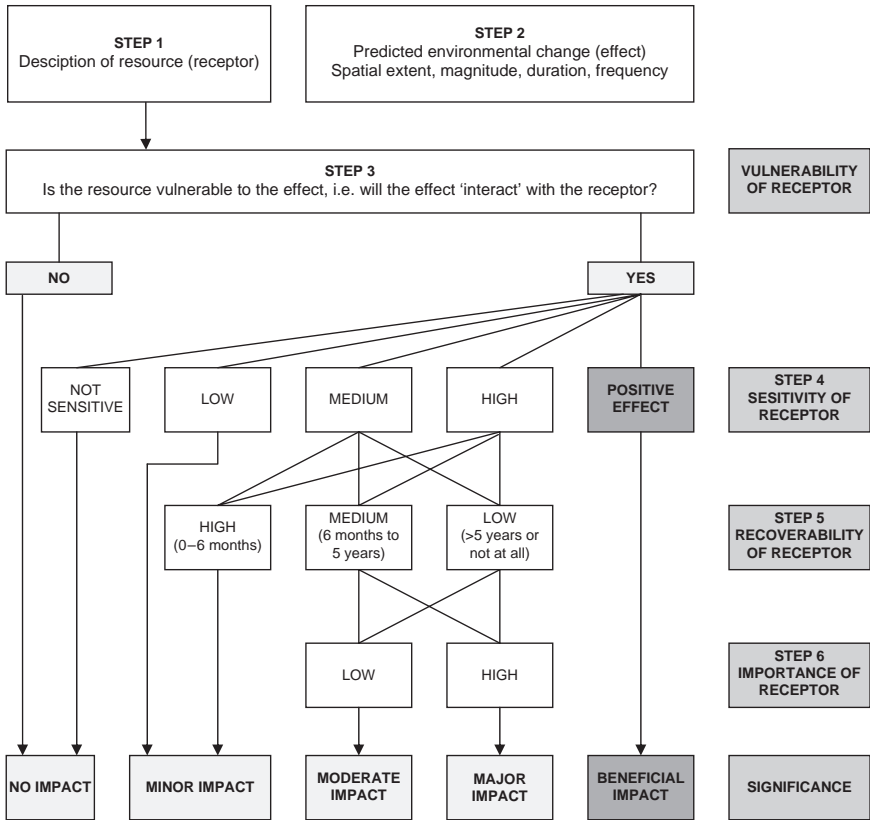 STEP 1
Desciption of resource (receptor)
STEP 2
Predicted environmental change (effect)
Spatial extent, magnitude, duration, frequency
STEP 3
Is the resource vulnerable to the effect, i.e. will the effect ‘interact’ with the receptor?
VULNERABILITY
OF RECEPTOR
NO
YES
NOT
SENSITIVE
LOW
MEDIUM
HIGH
POSITIVE
EFFECT
STEP 4
SESITIVITY OF
RECEPTOR
HIGH
(0–6 months)
MEDIUM
(6 months to
5 years)
LOW
(>5 years or
not at all)
STEP 5
RECOVERABILITY
OF RECEPTOR
LOW
HIGH
STEP 6
IMPORTANCE OF
RECEPTOR
NO IMPACT
MINOR IMPACT
MODERATE
IMPACT
MAJOR
IMPACT
BENEFICIAL
IMPACT
SIGNIFICANCE